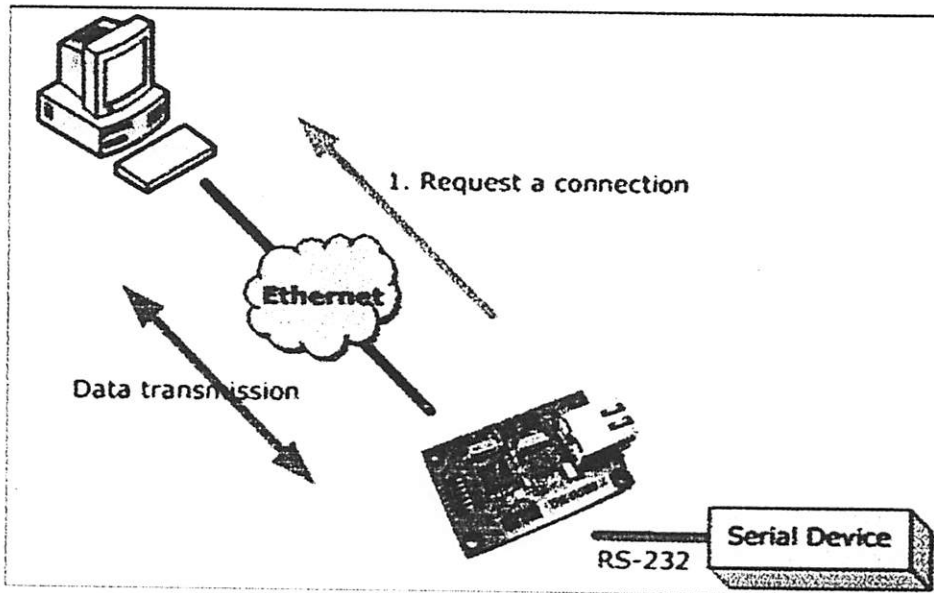 1. Request a connection
Ethernet
Data transmission
RS-232
Serial Device